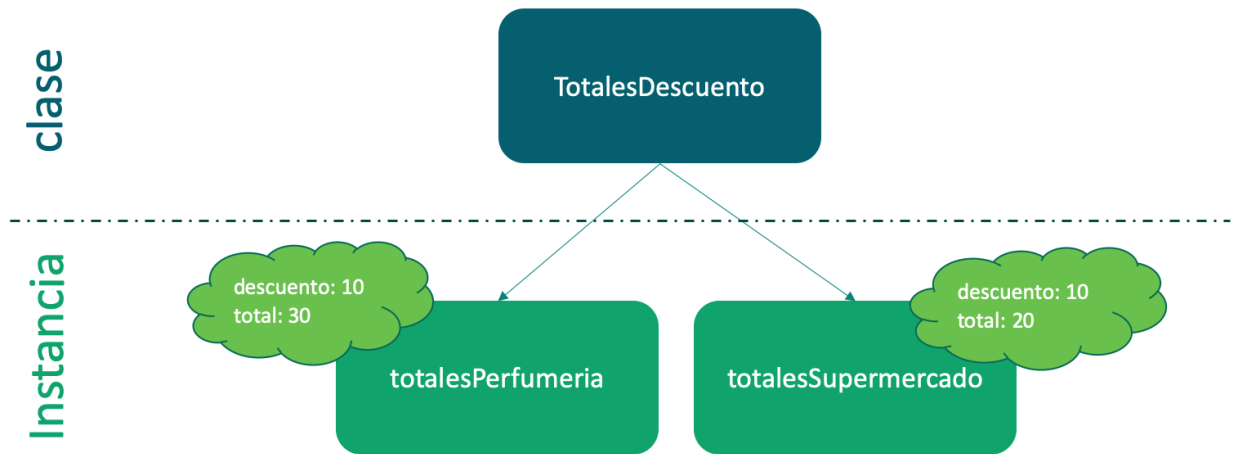 clase
TotalesDescuento
Instancia
descuento: 10
total: 30
descuento: 10
total: 20
totalesPerfumeria
totalesSupermercado